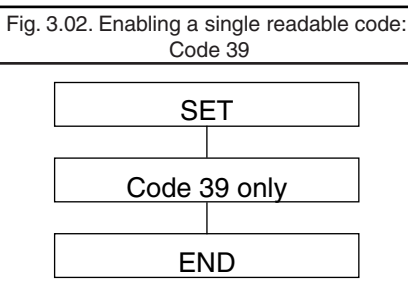 Fig. 3.02. Enabling a single readable code:
Code 39
SET
Code 39 only
END